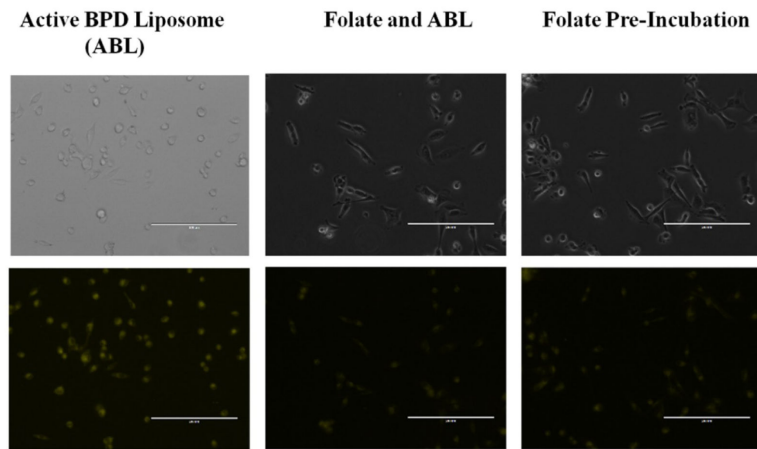 Active BPD Liposome
(ABL)
Folate and ABL
Folate Pre-Incubation